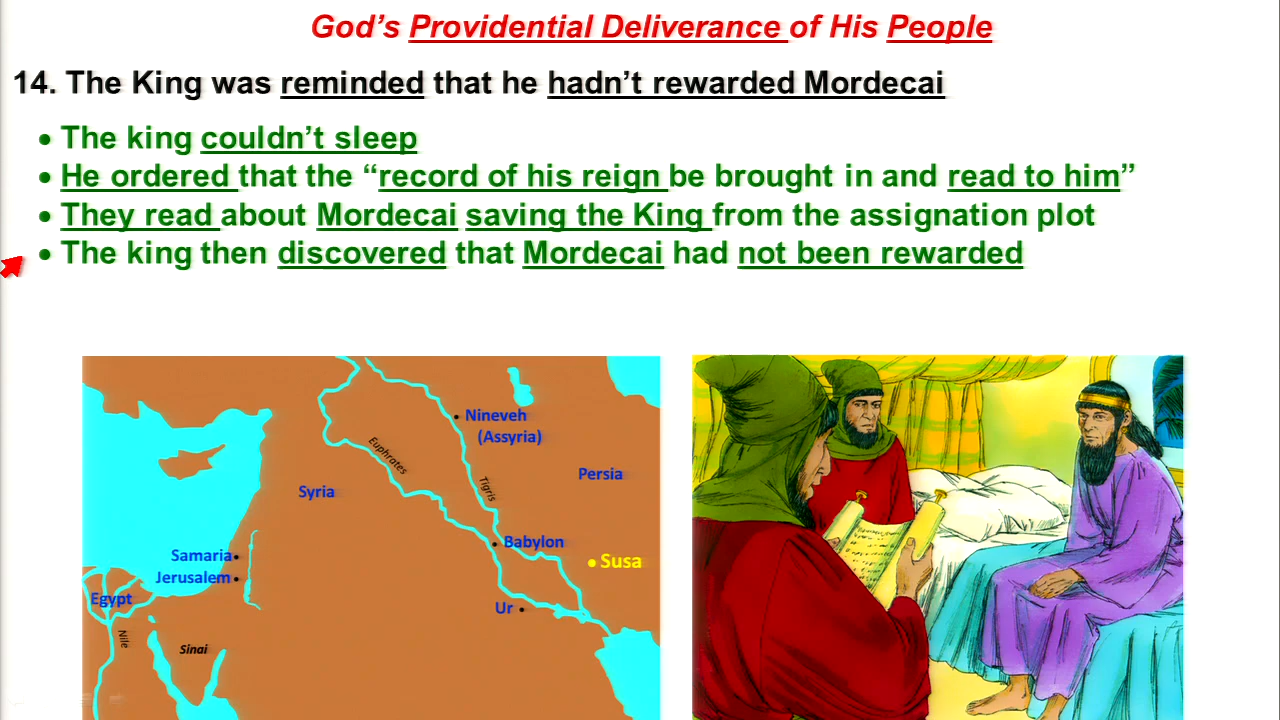 God’s Providential Deliverance of His People
14. The King was reminded that he hadn’t rewarded Mordecai
• The king couldn’t sleep
• He ordered that the “record of his reign be brought in and read to him”
• They read about Mordecai saving the King from the assignation plot
• The king then discovered that Mordecai had not been rewarded
Nineveh
(Assyria)
Euphrates
Persia
Tigris
Syria
Babylon
Samaria
Susa
Jerusalem
Egypt
Ur
Nile
Sinai